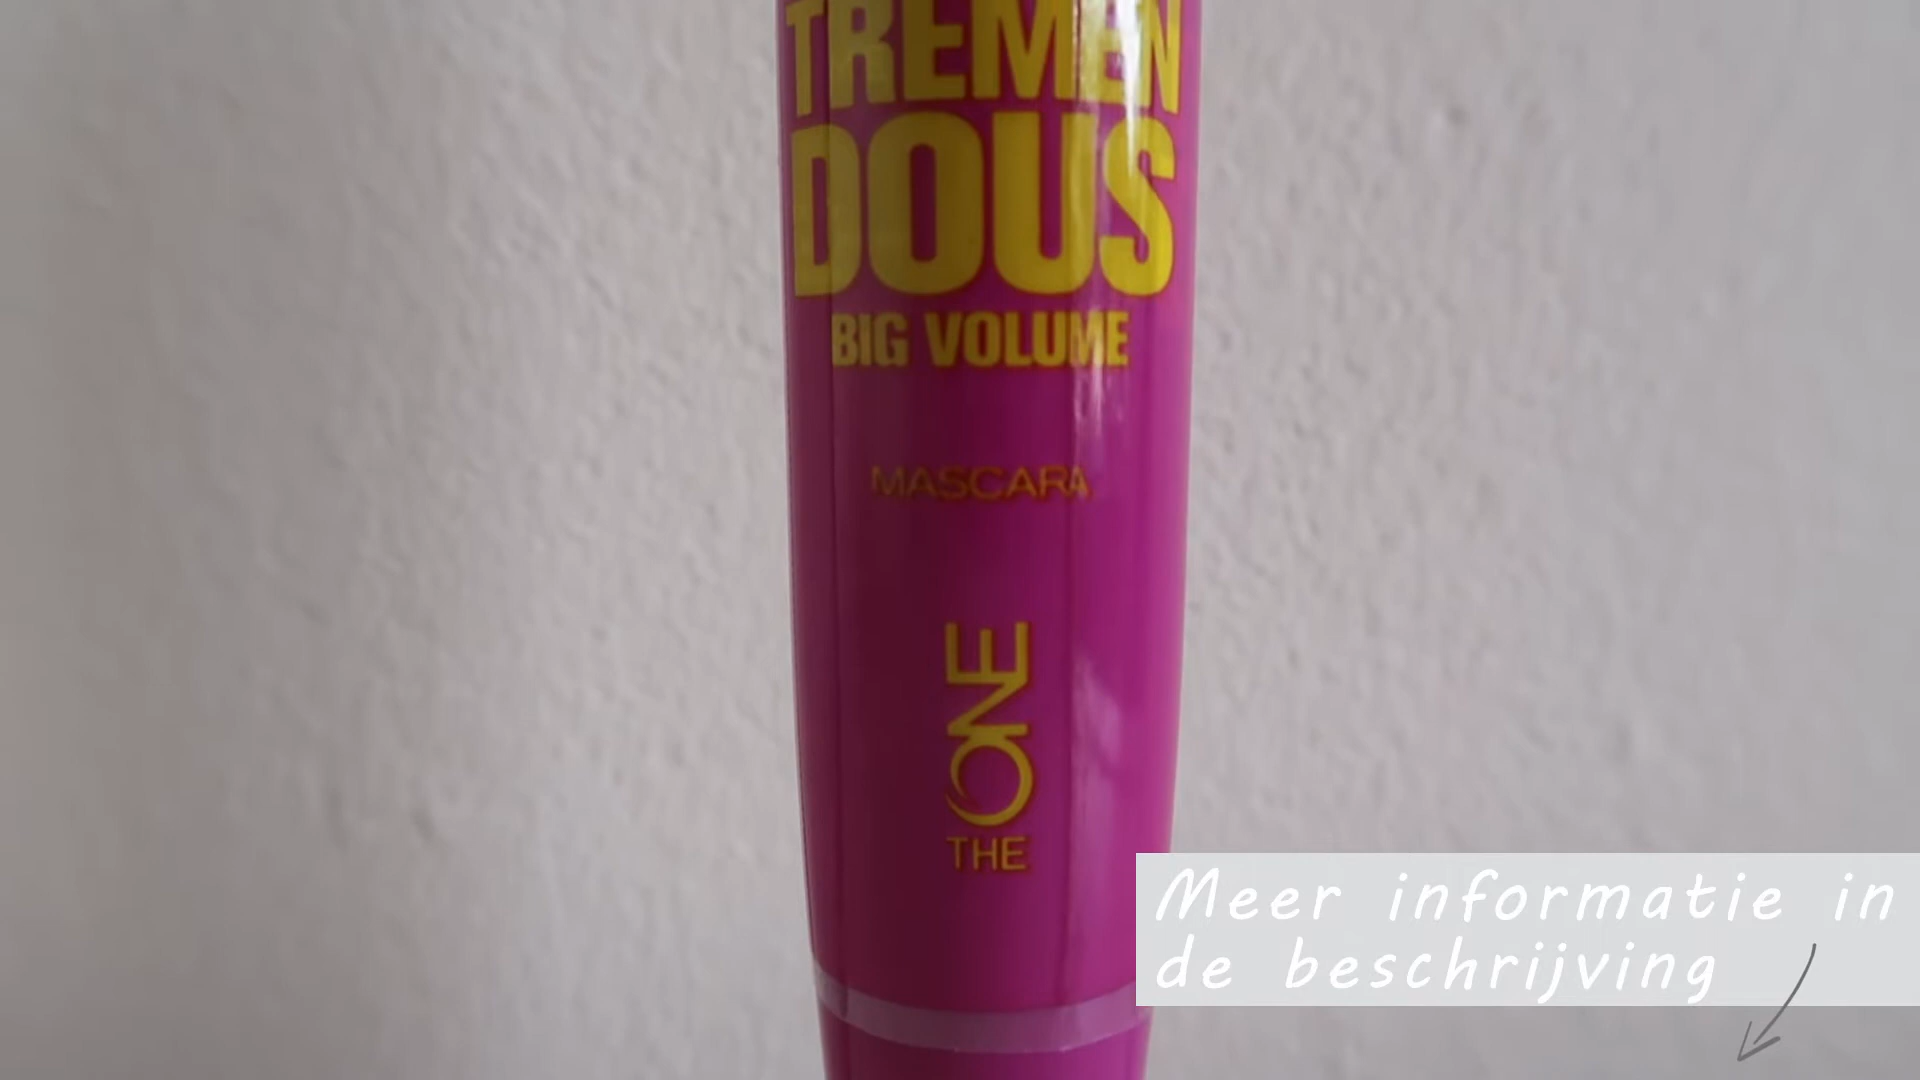 TREMEN
DOUS
BIG VOLUME
MASCARA
THE ONE
Meer informatie in
de beschrijving